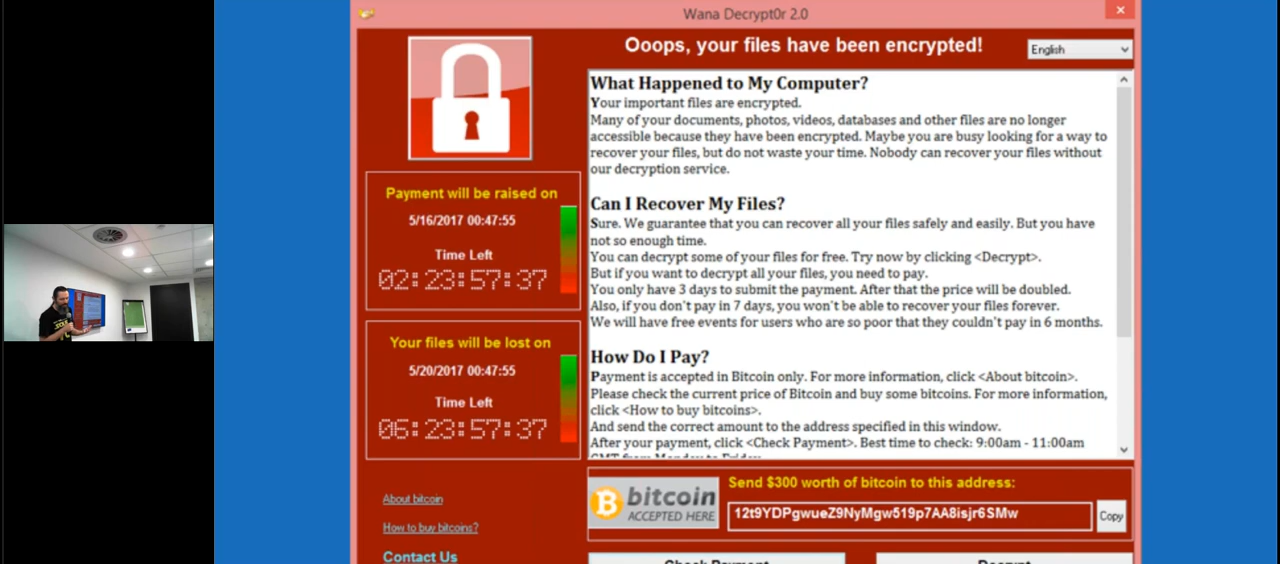 Wana Decrypt0r 2.0
Ooops, your files have been encrypted!
English
What Happened to My Computer?
Your important files are encrypted.
Many of your documents, photos, videos, databases and other files are no longer
accessible because they have been encrypted. Maybe you are busy looking for a way to
recover your files, but do not waste your time. Nobody can recover your files without
our decryption service.
Can I Recover My Files?
Sure. We guarantee that you can recover all your files safely and easily. But you have
not so enough time.
You can decrypt some of your files for free. Try now by clicking <Decrypt>.
But if you want to decrypt all your files, you need to pay.
You only have 3 days to submit the payment. After that the price will be doubled.
Also, if you don't pay in 7 days, you won't be able to recover your files forever.
We will have free events for users who are so poor that they couldn't pay in 6 months.
How Do I Pay?
Payment is accepted in Bitcoin only. For more information, click <About bitcoin>.
Please check the current price of Bitcoin and buy some bitcoins. For more information,
click <How to buy bitcoins>.
And send the correct amount to the address specified in this window.
After your payment, click <Check Payment>. Best time to check: 9:00am - 11:00am
GMT from Monday to Friday.
Payment will be raised on
5/16/2017 00:47:55
Time Left
02:23:57:37
Your files will be lost on
5/20/2017 00:47:55
Time Left
06:23:57:37
About bitcoin
How to buy bitcoins?
Contact Us
bitcoin
ACCEPTED HERE
Send $300 worth of bitcoin to this address:
12t9YDPgwueZ9NyMgw519p7AA8isjr6SMw
Copy
Check Payment
Decrypt